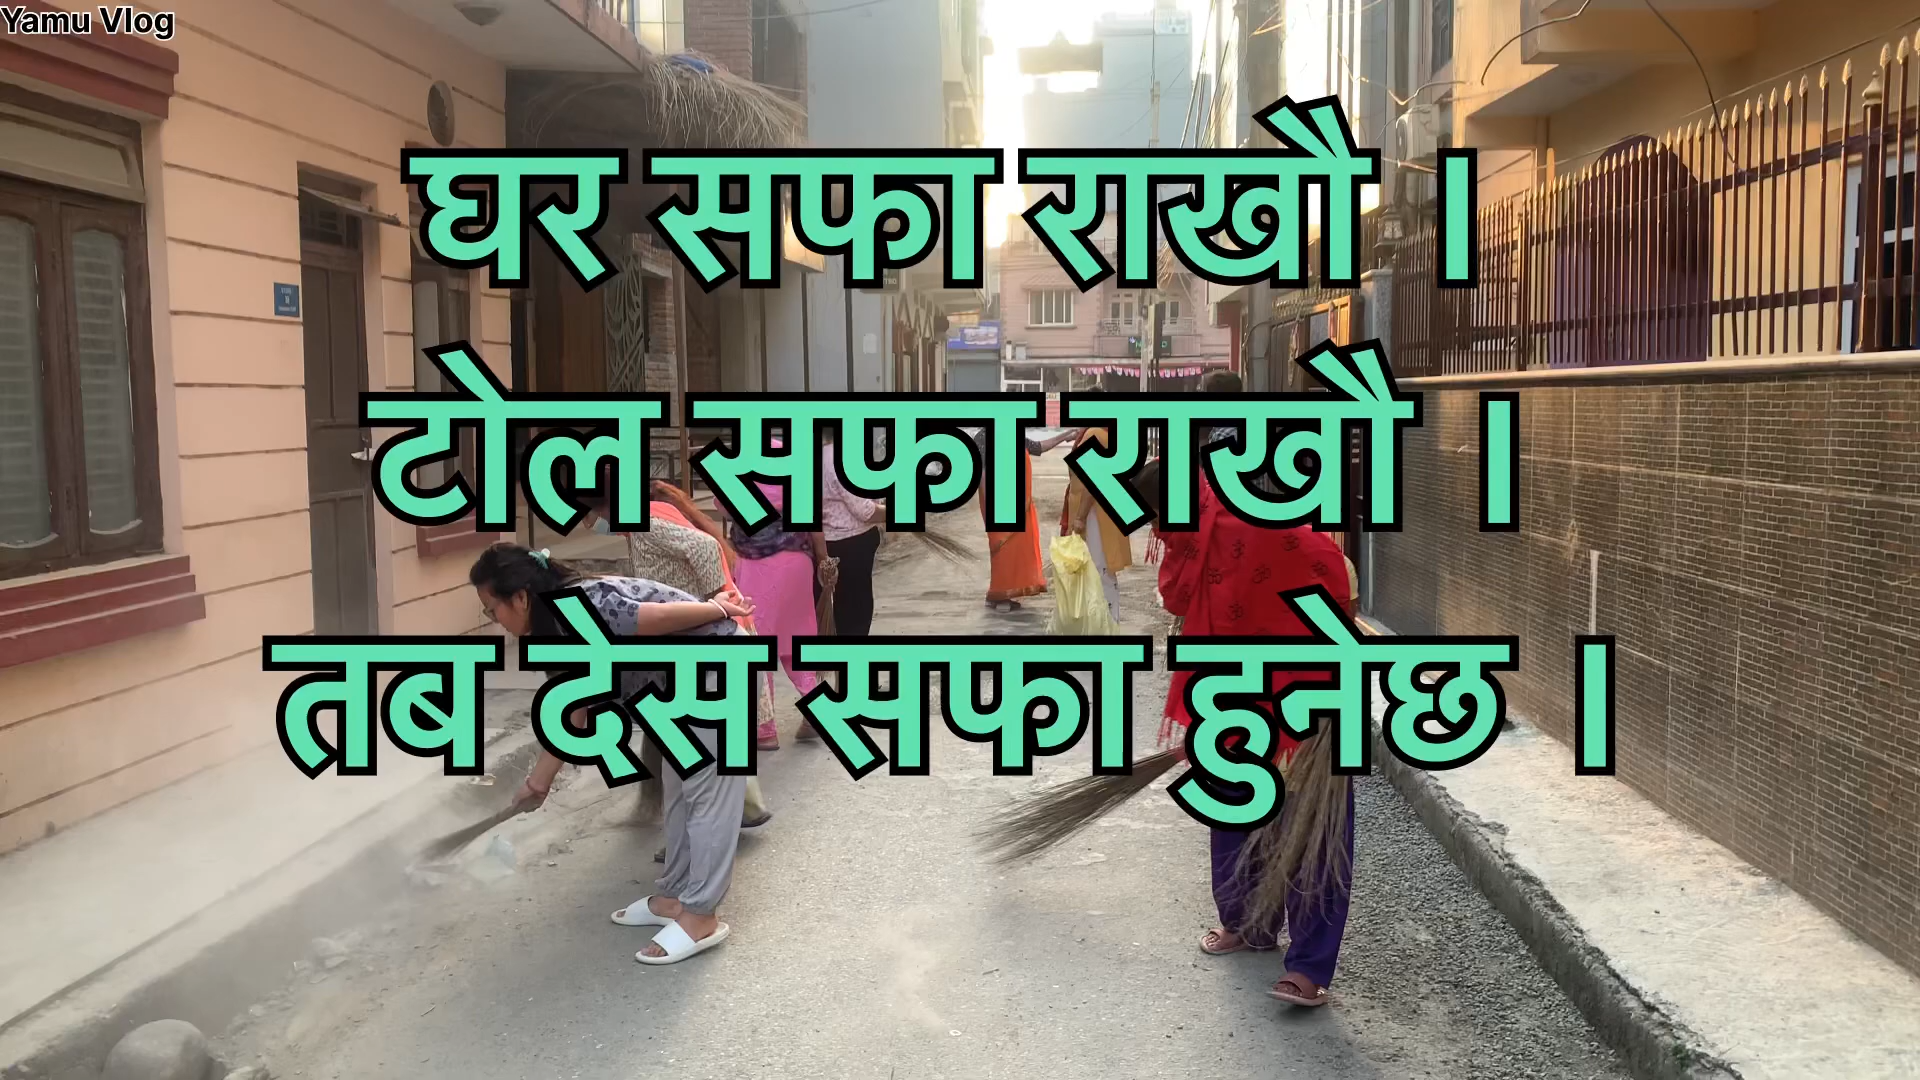 Yamu Vlog
घर सफा राखौ ।
टोल सफा राखौ ।
तब देस सफा हुनेछ ।